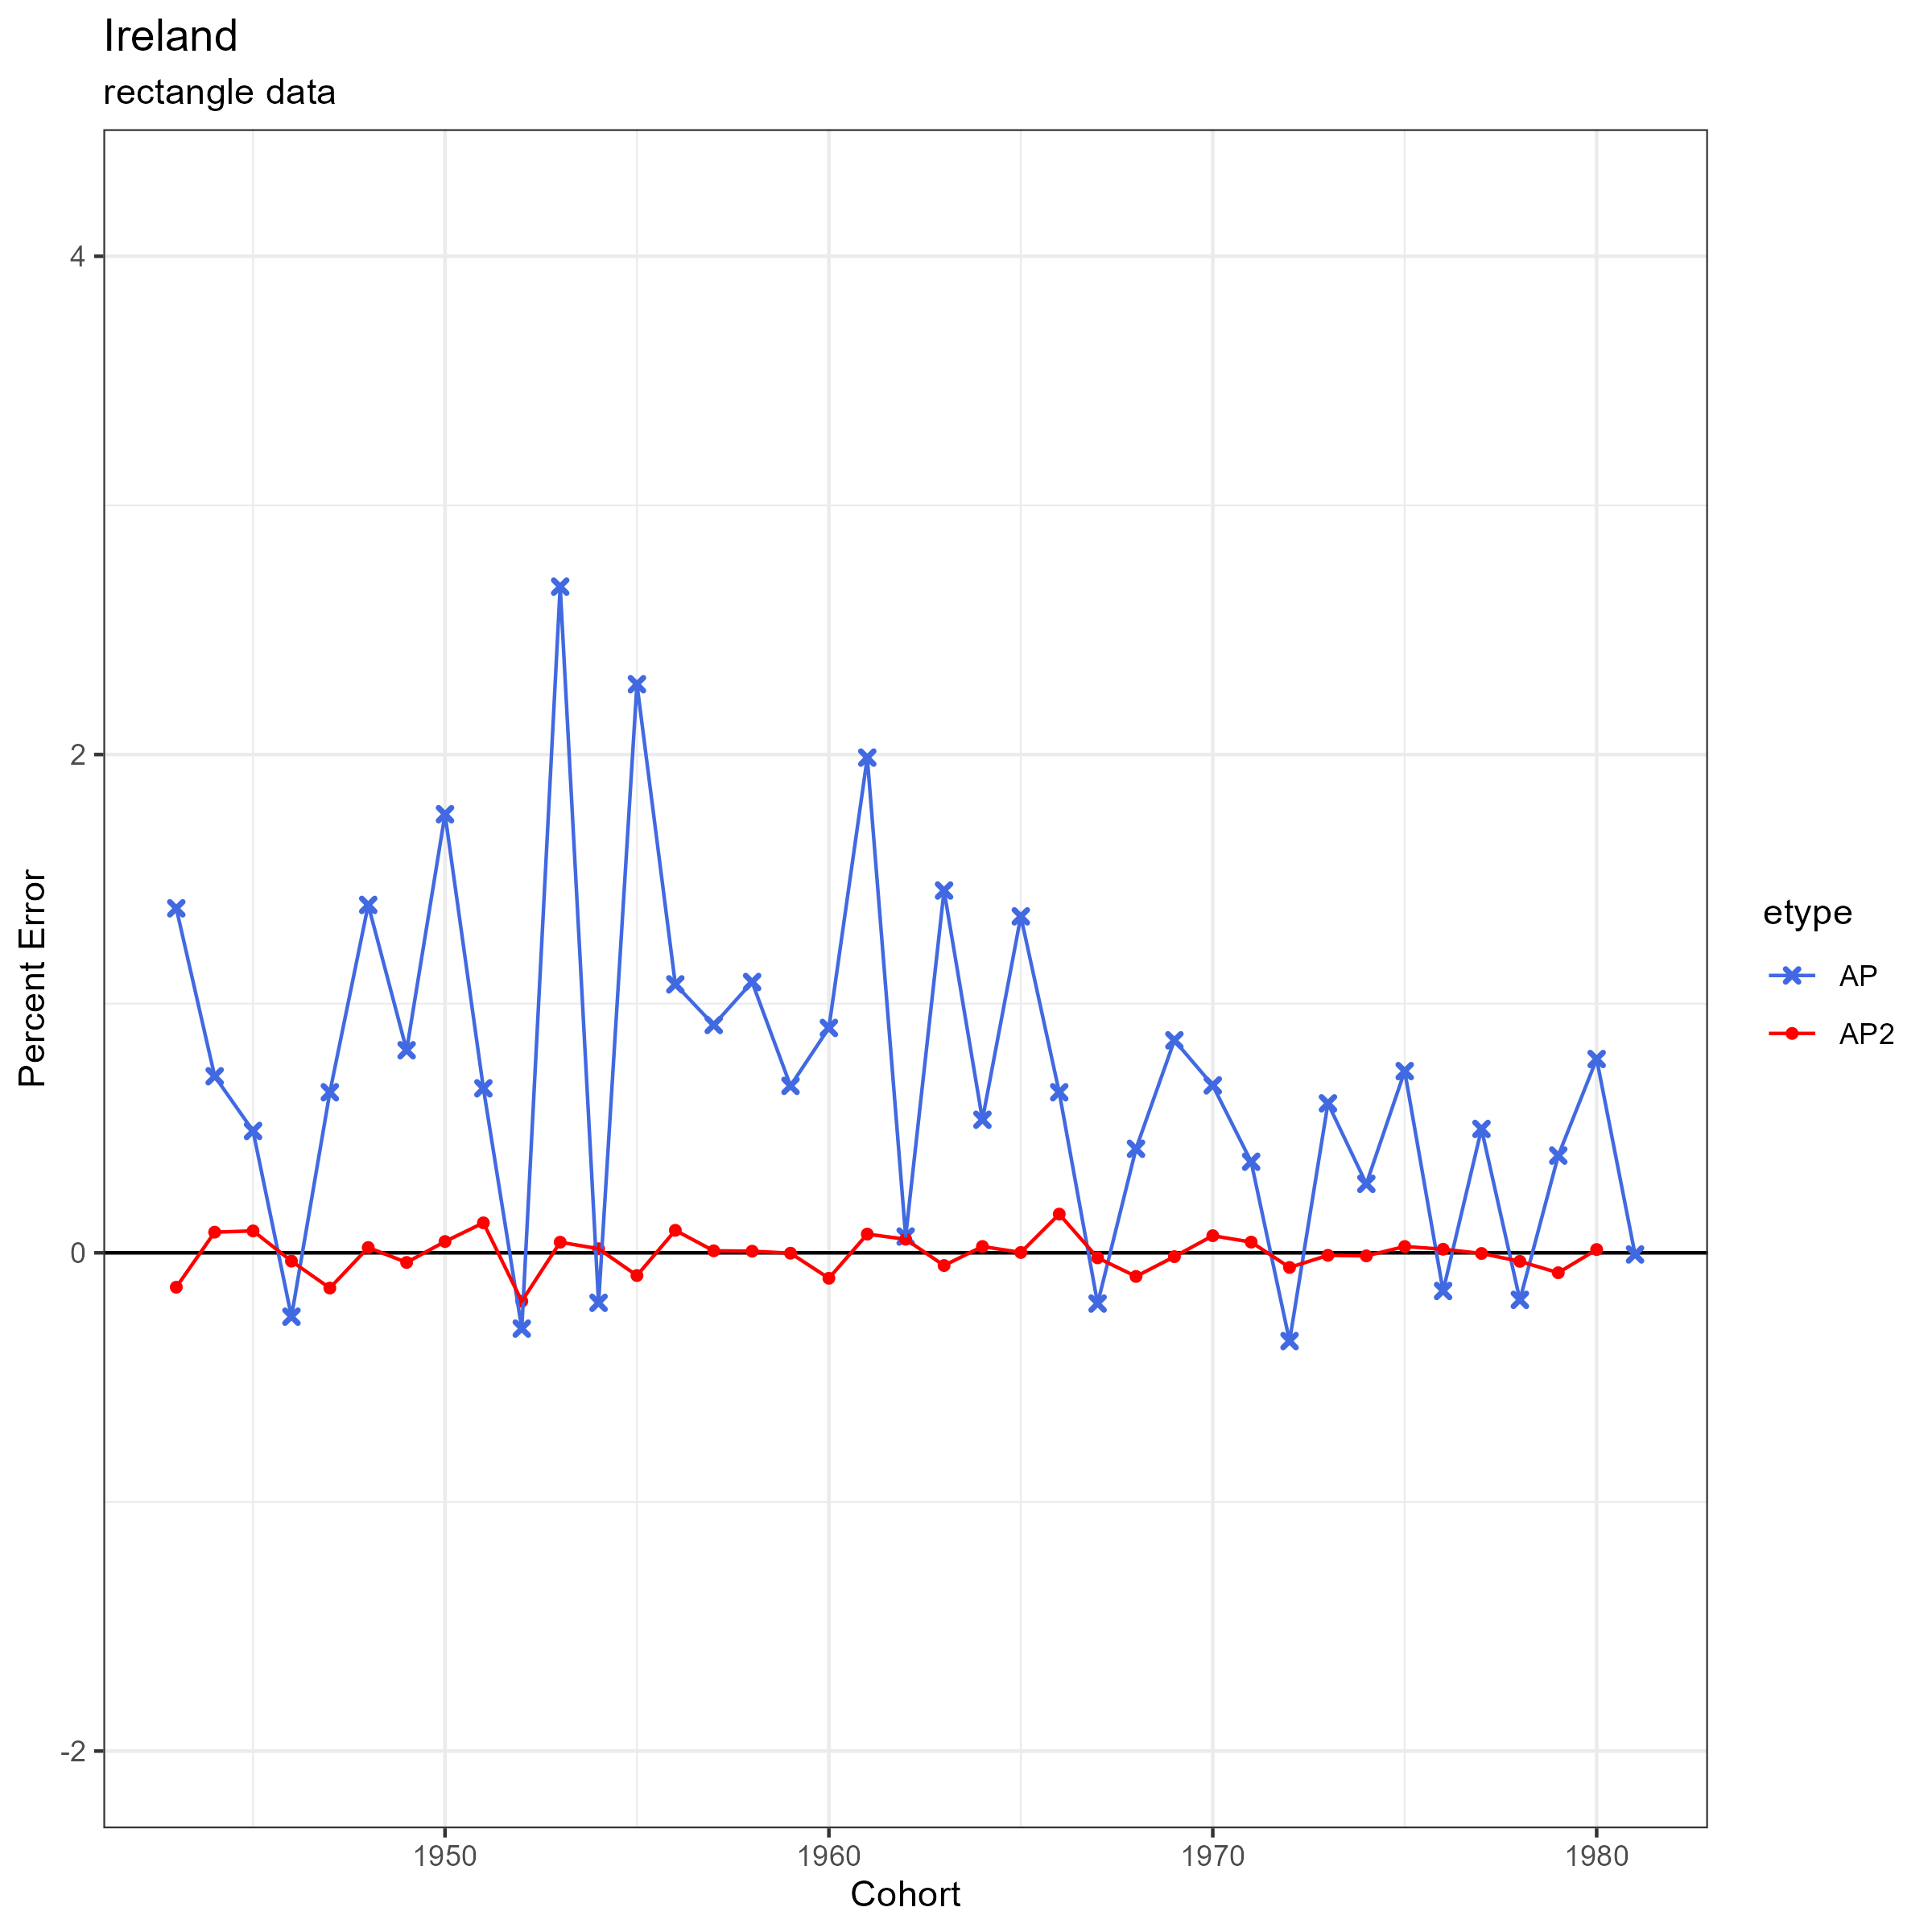 Ireland
rectangle data
4
2
0
-2
Percent Error
1950
1960
1970
1980
Cohort
etype
AP
AP2